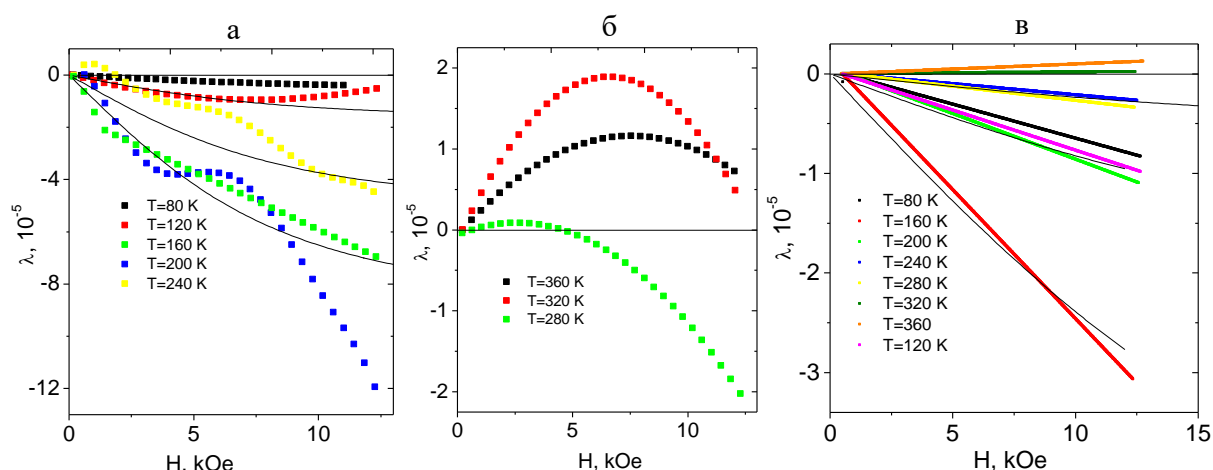 а
0
-4
-8
-12
λ, 10⁻⁵
T=80 K
T=120 K
T=160 K
T=200 K
T=240 K
0 5 10
H, kOe
б
2
1
0
-1
-2
λ, 10⁻⁵
T=360 K
T=320 K
T=280 K
0 5 10
H, kOe
в
0
-1
-2
-3
λ, 10⁻⁵
T=80 K
T=160 K
T=200 K
T=240 K
T=280 K
T=320 K
T=360
T=120 K
0 5 10 15
H, kOe